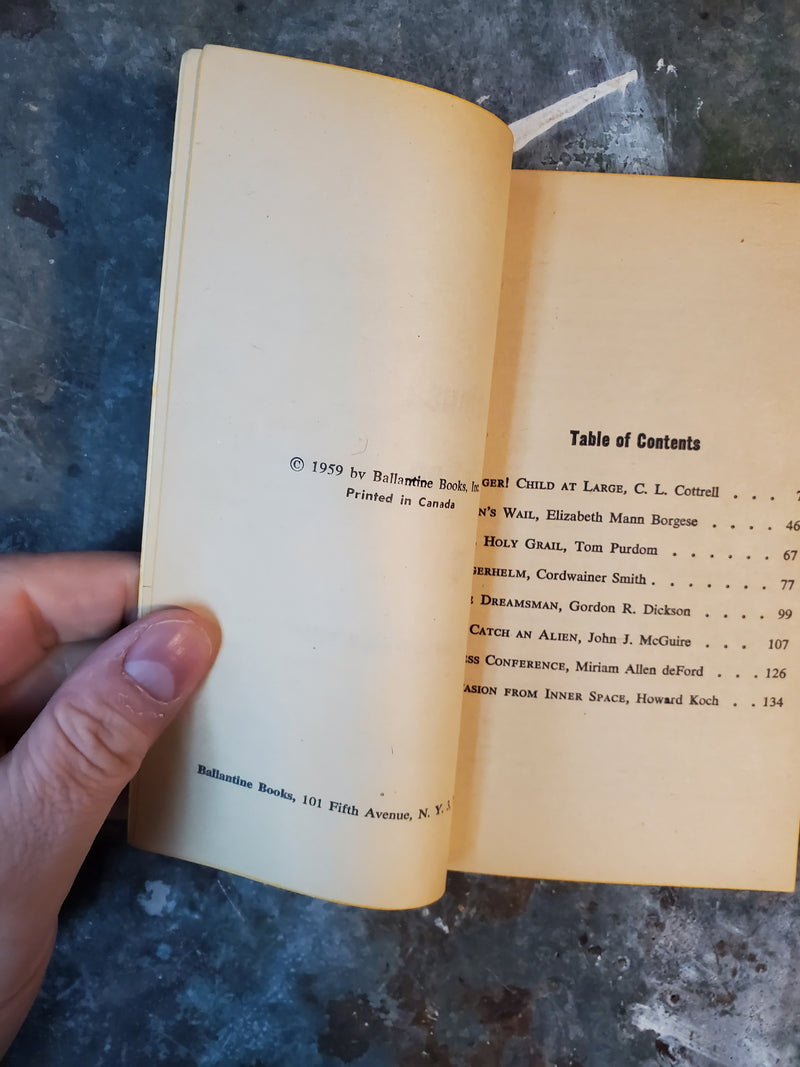 © 1959 by Ballantine Books, Inc
Printed in Canada
Ballantine Books, 101 Fifth Avenue, N. Y. 3
Table of Contents
GER! CHILD AT LARGE, C. L. Cottrell . . . 7
N'S WAIL, Elizabeth Mann Borgese . . . . 46
HOLY GRAIL, Tom Purdom . . . . . . 67
GERHELM, Cordwainer Smith . . . . . . 77
DREAMSMAN, Gordon R. Dickson . . . . 99
CATCH AN ALIEN, John J. McGuire . . . 107
SS CONFERENCE, Miriam Allen deFord . . . 126
ASION FROM INNER SPACE, Howard Koch . . 134